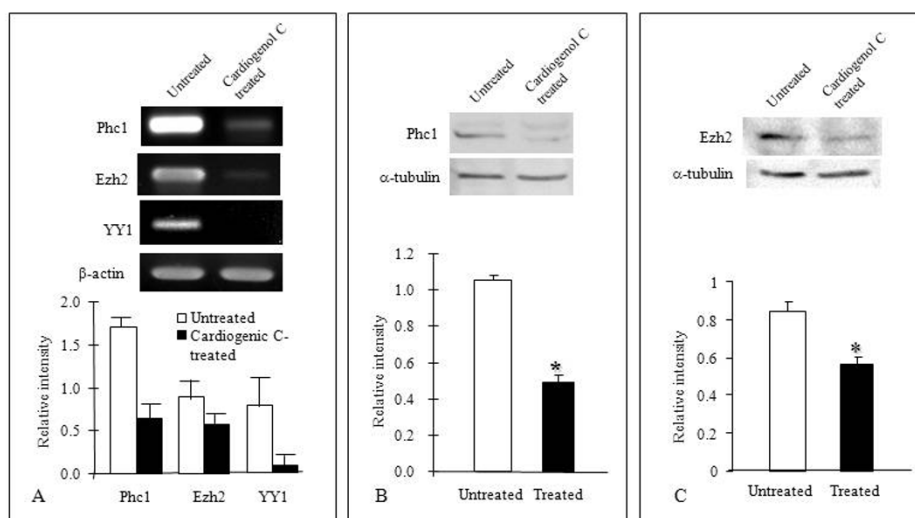 Untreated
Cardiogenol C
treated
Phc1
Ezh2
YY1
β-actin
2.0
1.5
1.0
0.5
0.0
Relative intensity
Untreated
Cardiogenic C-
treated
Phc1 Ezh2 YY1
A
Untreated
Cardiogenol C
treated
Phc1
α-tubulin
1.2
1.0
0.8
0.6
0.4
0.2
0.0
Relative intensity
*
Untreated Treated
B
Untreated
Cardiogenol C
treated
Ezh2
α-tubulin
1
0.8
0.6
0.4
0.2
0
Relative intensity
*
Untreated Treated
C